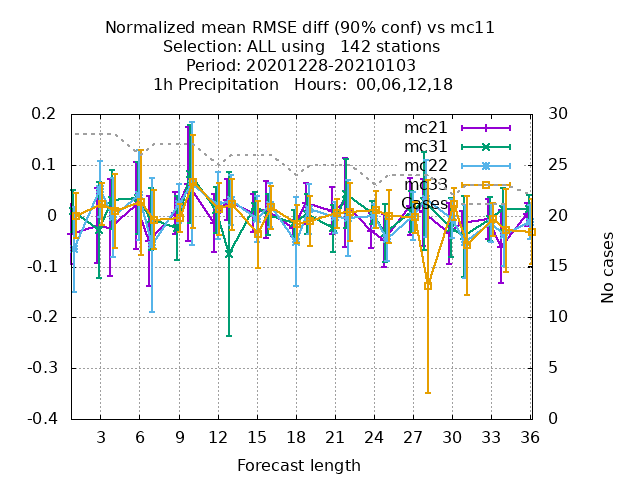 Normalized mean RMSE diff (90% conf) vs mc11
Selection: ALL using   142 stations
Period: 20201228-20210103
1h Precipitation   Hours:  00,06,12,18
0.2
0.1
0
-0.1
-0.2
-0.3
-0.4
30
25
20
15
10
5
0
mc21
mc31
mc22
mc33
Cases
No cases
3 6 9 12 15 18 21 24 27 30 33 36
Forecast length